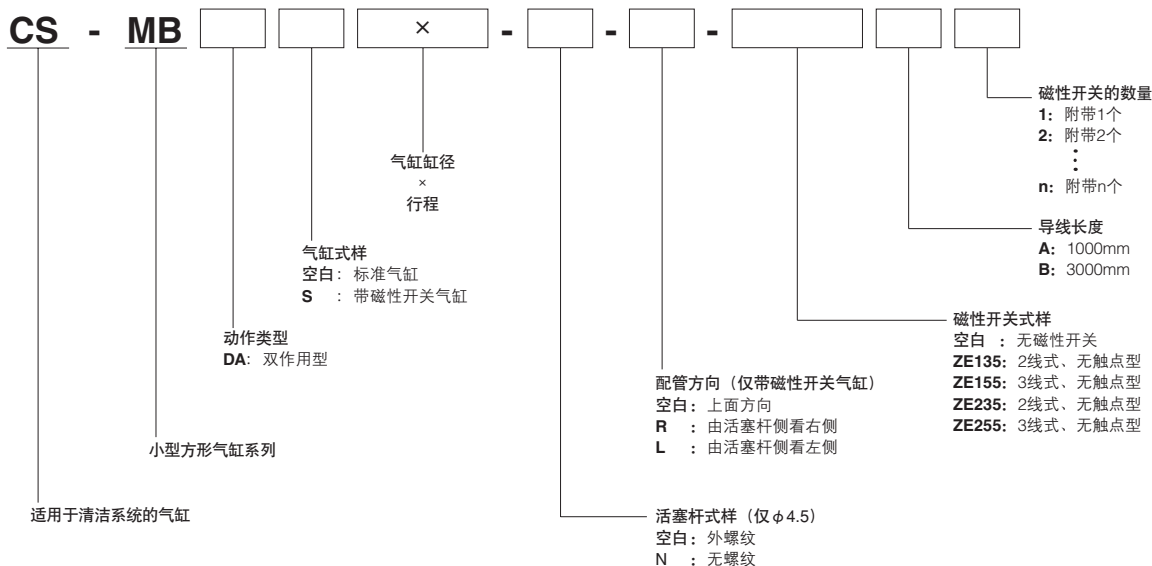 CS - MB × - - -
磁性开关的数量
1：附带1个
2：附带2个
⋮
n：附带n个
气缸缸径
×
行程
导线长度
A：1000mm
B：3000mm
气缸式样
空白：标准气缸
S ：带磁性开关气缸
磁性开关式样
空白 ：无磁性开关
ZE135：2线式、无触点型
ZE155：3线式、无触点型
ZE235：2线式、无触点型
ZE255：3线式、无触点型
动作类型
DA：双作用型
配管方向（仅带磁性开关气缸）
空白：上面方向
R ：由活塞杆侧看右侧
L ：由活塞杆侧看左侧
小型方形气缸系列
适用于清洁系统的气缸
活塞杆式样（仅φ4.5）
空白：外螺纹
N ：无螺纹